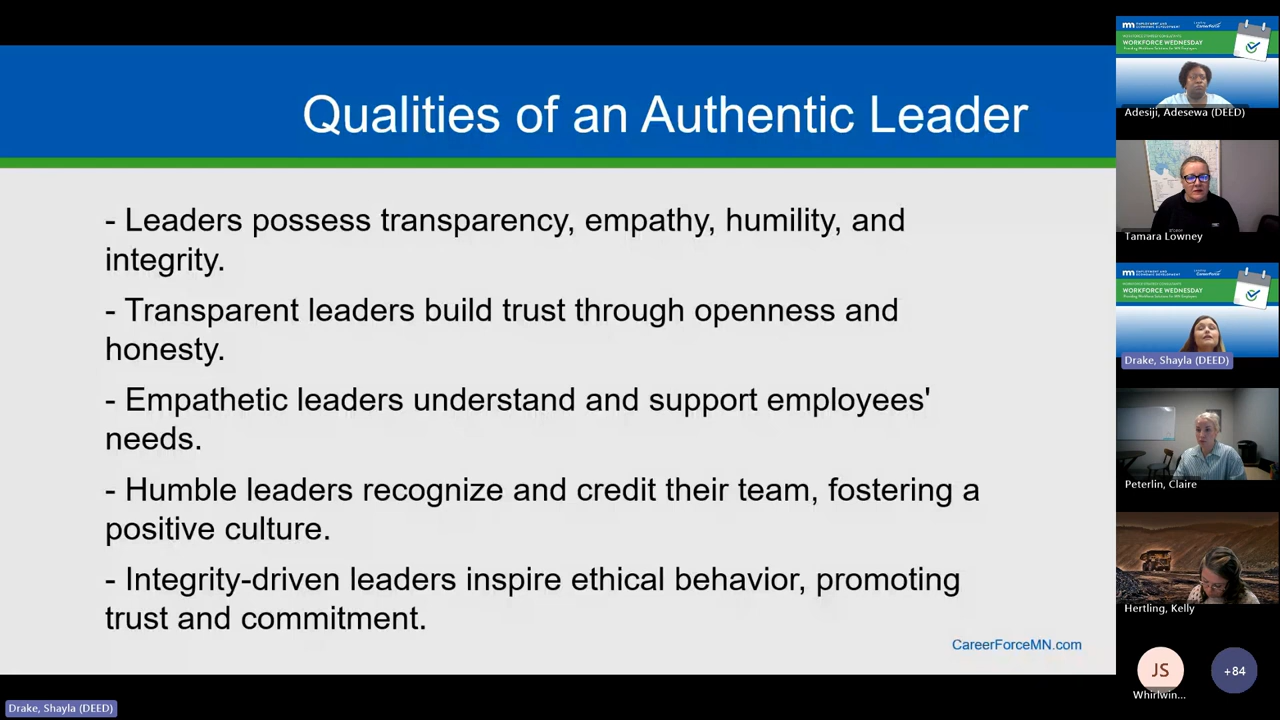 Qualities of an Authentic Leader
- Leaders possess transparency, empathy, humility, and
integrity.
- Transparent leaders build trust through openness and
honesty.
- Empathetic leaders understand and support employees'
needs.
- Humble leaders recognize and credit their team, fostering a
positive culture.
- Integrity-driven leaders inspire ethical behavior, promoting
trust and commitment.
CareerForceMN.com
Drake, Shayla (DEED)
WORKFORCE WEDNESDAY
Adesiji, Adesewa (DEED)
Tamara Lowney
WORKFORCE WEDNESDAY
Drake, Shayla (DEED)
Peterlin, Claire
Hertling, Kelly
JS
Whirlwin...
+84